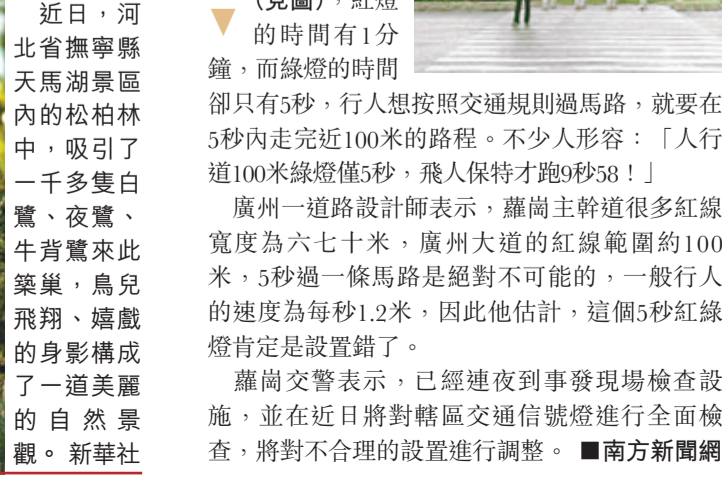 近日，河
北省撫寧縣
天馬湖景區
內的松柏林
中，吸引了
一千多隻白
鷺、夜鷺、
牛背鷺來此
築巢，鳥兒
飛翔、嬉戲
的身影構成
了一道美麗
的自然景
觀。 新華社
(見圖)，紅燈
的時間有1分
鐘，而綠燈的時間
卻只有5秒，行人想按照交通規則過馬路，就要在
5秒內走完近100米的路程。不少人形容：「人行
道100米綠燈僅5秒，飛人保特才跑9秒58！」
廣州一道路設計師表示，蘿崗主幹道很多紅線
寬度為六七十米，廣州大道的紅線範圍約100
米，5秒過一條馬路是絕對不可能的，一般行人
的速度為每秒1.2米，因此他估計，這個5秒紅綠
燈肯定是設置錯了。
蘿崗交警表示，已經連夜到事發現場檢查設
施，並在近日將對轄區交通信號燈進行全面檢
查，將對不合理的設置進行調整。 ■南方新聞網